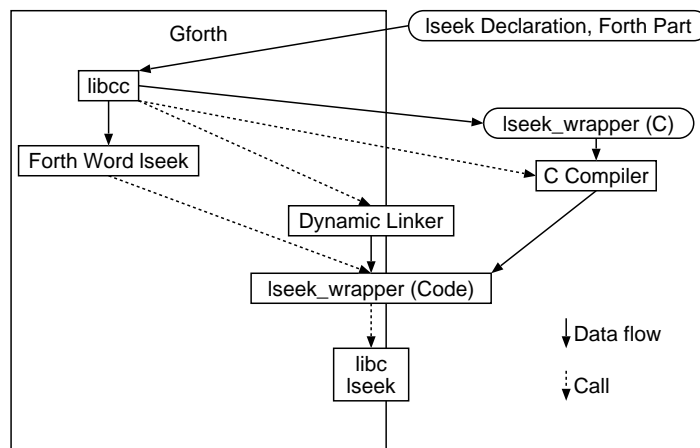 lseek Declaration, Forth Part
Gforth
libcc
lseek_wrapper (C)
Forth Word lseek
C Compiler
Dynamic Linker
lseek_wrapper (Code)
Data flow
libc
lseek
Call